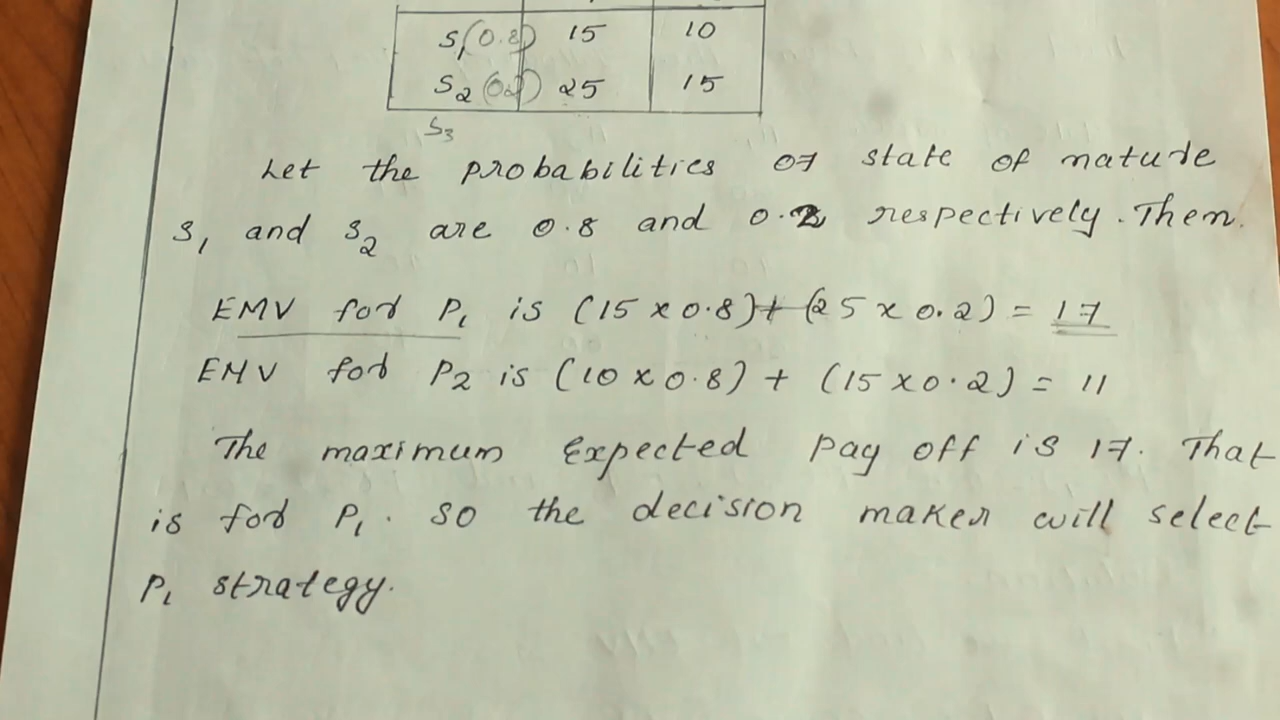 S1(0.8) 15 10
S2(0.2) 25 15
S3
Let the probabilities of state of nature
S1 and S2 are 0.8 and 0.2 respectively. Then.
EMV for P1 is (15 x 0.8) + (25 x 0.2) = 17
EMV for P2 is (10 x 0.8) + (15 x 0.2) = 11
The maximum Expected pay off is 17. That
is for P1. SO the decision maker will select
P1 strategy.